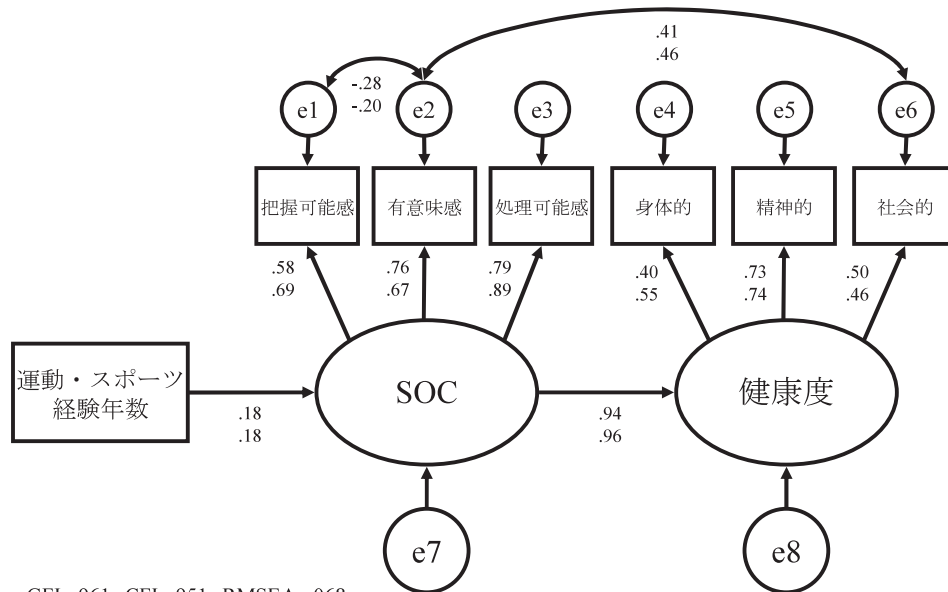 .41
.46
-.28
-.20
e1
e2
e3
e4
e5
e6
把握可能感
有意味感
処理可能感
身体的
精神的
社会的
.58
.69
.76
.67
.79
.89
.40
.55
.73
.74
.50
.46
運動・スポーツ
経験年数
SOC
健康度
.18
.18
.94
.96
e7
e8